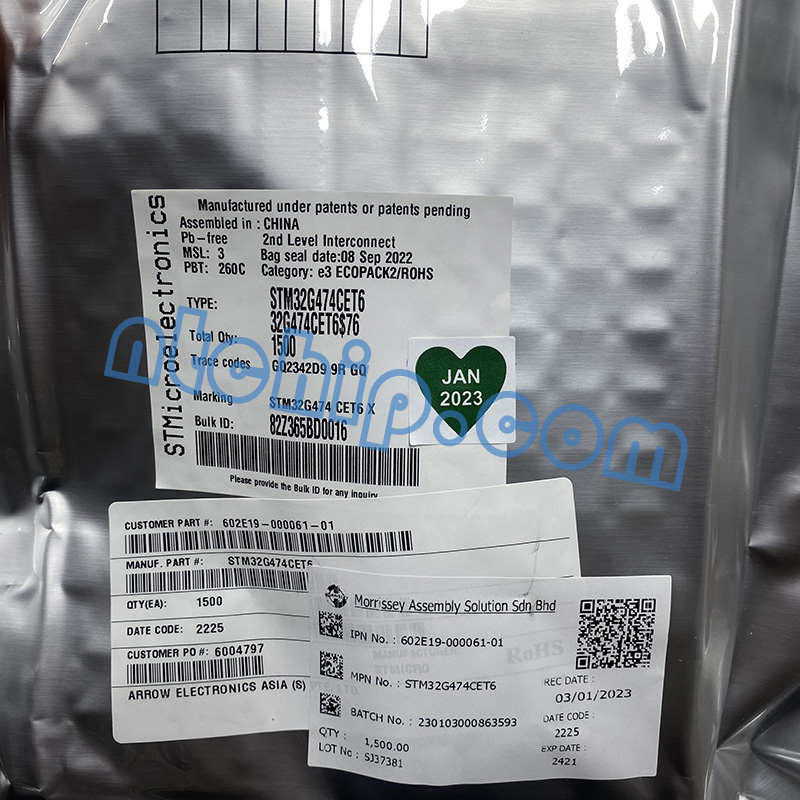 STMicroelectronics
Manufactured under patents or patents pending
Assembled in : CHINA
Pb-free 2nd Level Interconnect
MSL: 3 Bag seal date:08 Sep 2022
PBT: 260C Category: e3 ECOPACK2/ROHS
TYPE: STM32G474CET6
32G474CET6$76
Total Qty: 1500
Trace codes GQ2342D9 9R GQ
Marking STM32G474 CET6 X
Bulk ID: 82Z365BD0016
Please provide the Bulk ID for any inquiry
JAN
2023
ntchip.com
CUSTOMER PART #: 602E19-000061-01
MANUF. PART #: STM32G474CET6
QTY(EA): 1500
DATE CODE: 2225
CUSTOMER PO #: 6004797
ARROW ELECTRONICS ASIA (S) PTE. LTD.
MANUFACTURER
STMICRO
RoHS
Morrissey Assembly Solution Sdn Bhd
IPN No. : 602E19-000061-01
MPN No. : STM32G474CET6
BATCH No. : 230103000863593
QTY : 1,500.00
LOT No : SJ37381
REC DATE :
03/01/2023
DATE CODE :
2225
EXP DATE :
2421